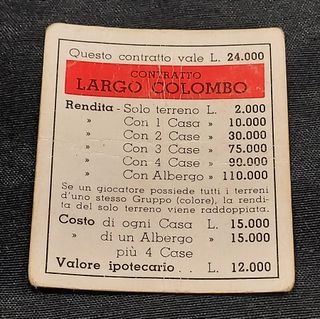 Questo contratto vale L. 24.000
CONTRATTO
LARGO COLOMBO
Rendita - Solo terreno L. 2.000
» Con 1 Casa » 10.000
» Con 2 Case » 30.000
» Con 3 Case » 75.000
» Con 4 Case » 90.000
» Con Albergo » 110.000
Se un giocatore possiede tutti i terreni
d'uno stesso Gruppo (colore), la rendi-
ta del solo terreno viene raddoppiata.
Costo di ogni Casa L. 15.000
» di un Albergo » 15.000
più 4 Case
Valore ipotecario . . L. 12.000